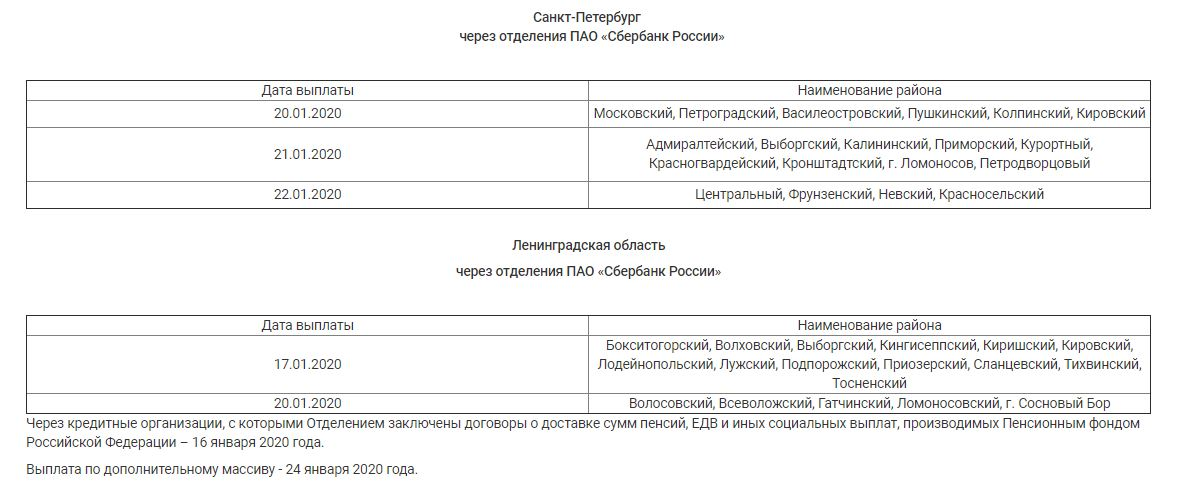 Санкт-Петербург
через отделения ПАО «Сбербанк России»
Дата выплаты
Наименование района
20.01.2020
Московский, Петроградский, Василеостровский, Пушкинский, Колпинский, Кировский
21.01.2020
Адмиралтейский, Выборгский, Калининский, Приморский, Курортный,
Красногвардейский, Кронштадтский, г. Ломоносов, Петродворцовый
22.01.2020
Центральный, Фрунзенский, Невский, Красносельский
Ленинградская область
через отделения ПАО «Сбербанк России»
Дата выплаты
Наименование района
17.01.2020
Бокситогорский, Волховский, Выборгский, Кингисеппский, Киришский, Кировский,
Лодейнопольский, Лужский, Подпорожский, Приозерский, Сланцевский, Тихвинский,
Тосненский
20.01.2020
Волосовский, Всеволожский, Гатчинский, Ломоносовский, г. Сосновый Бор
Через кредитные организации, с которыми Отделением заключены договоры о доставке сумм пенсий, ЕДВ и иных социальных выплат, производимых Пенсионным фондом
Российской Федерации – 16 января 2020 года.
Выплата по дополнительному массиву - 24 января 2020 года.